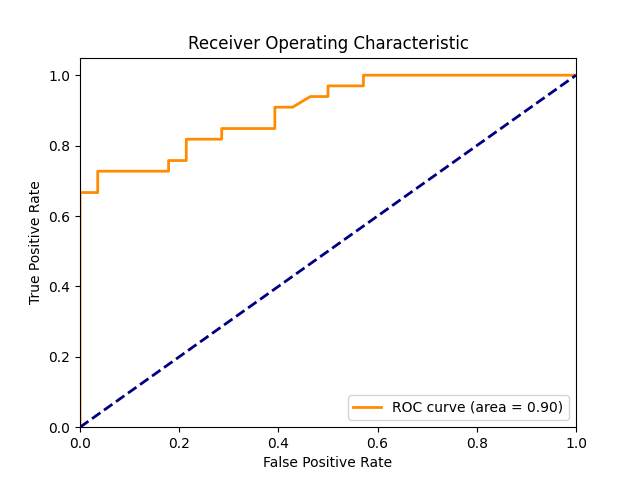 Receiver Operating Characteristic
True Positive Rate
1.0
0.8
0.6
0.4
0.2
0.0
0.0 0.2 0.4 0.6 0.8 1.0
False Positive Rate
ROC curve (area = 0.90)